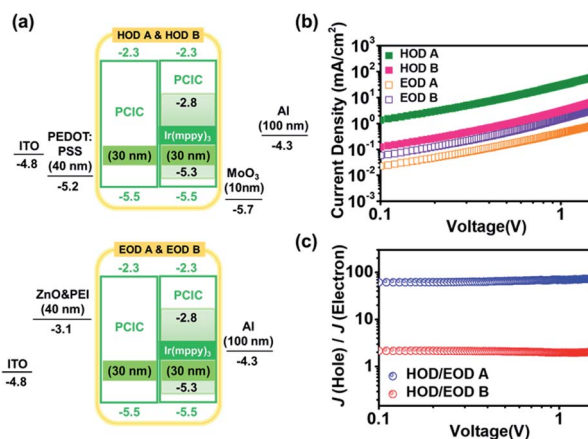 (a)
HOD A & HOD B
-2.3 -2.3
PCIC
PCIC
-2.8
Ir(mppy)₃
(30 nm) (30 nm)
-5.3
-5.5 -5.5
ITO
-4.8
PEDOT:
PSS
(40 nm)
-5.2
MoO₃
(10nm)
-5.7
Al
(100 nm)
-4.3
EOD A & EOD B
-2.3 -2.3
PCIC
PCIC
-2.8
Ir(mppy)₃
(30 nm) (30 nm)
-5.3
-5.5 -5.5
ZnO&PEI
(40 nm)
-3.1
ITO
-4.8
Al
(100 nm)
-4.3
(b)
Current Density (mA/cm²)
10³
10²
10¹
10⁰
10⁻¹
10⁻²
10⁻³
HOD A
HOD B
EOD A
EOD B
0.1 1
Voltage(V)
(c)
J (Hole) / J (Electron)
100
10
1
HOD/EOD A
HOD/EOD B
0.1 1
Voltage(V)